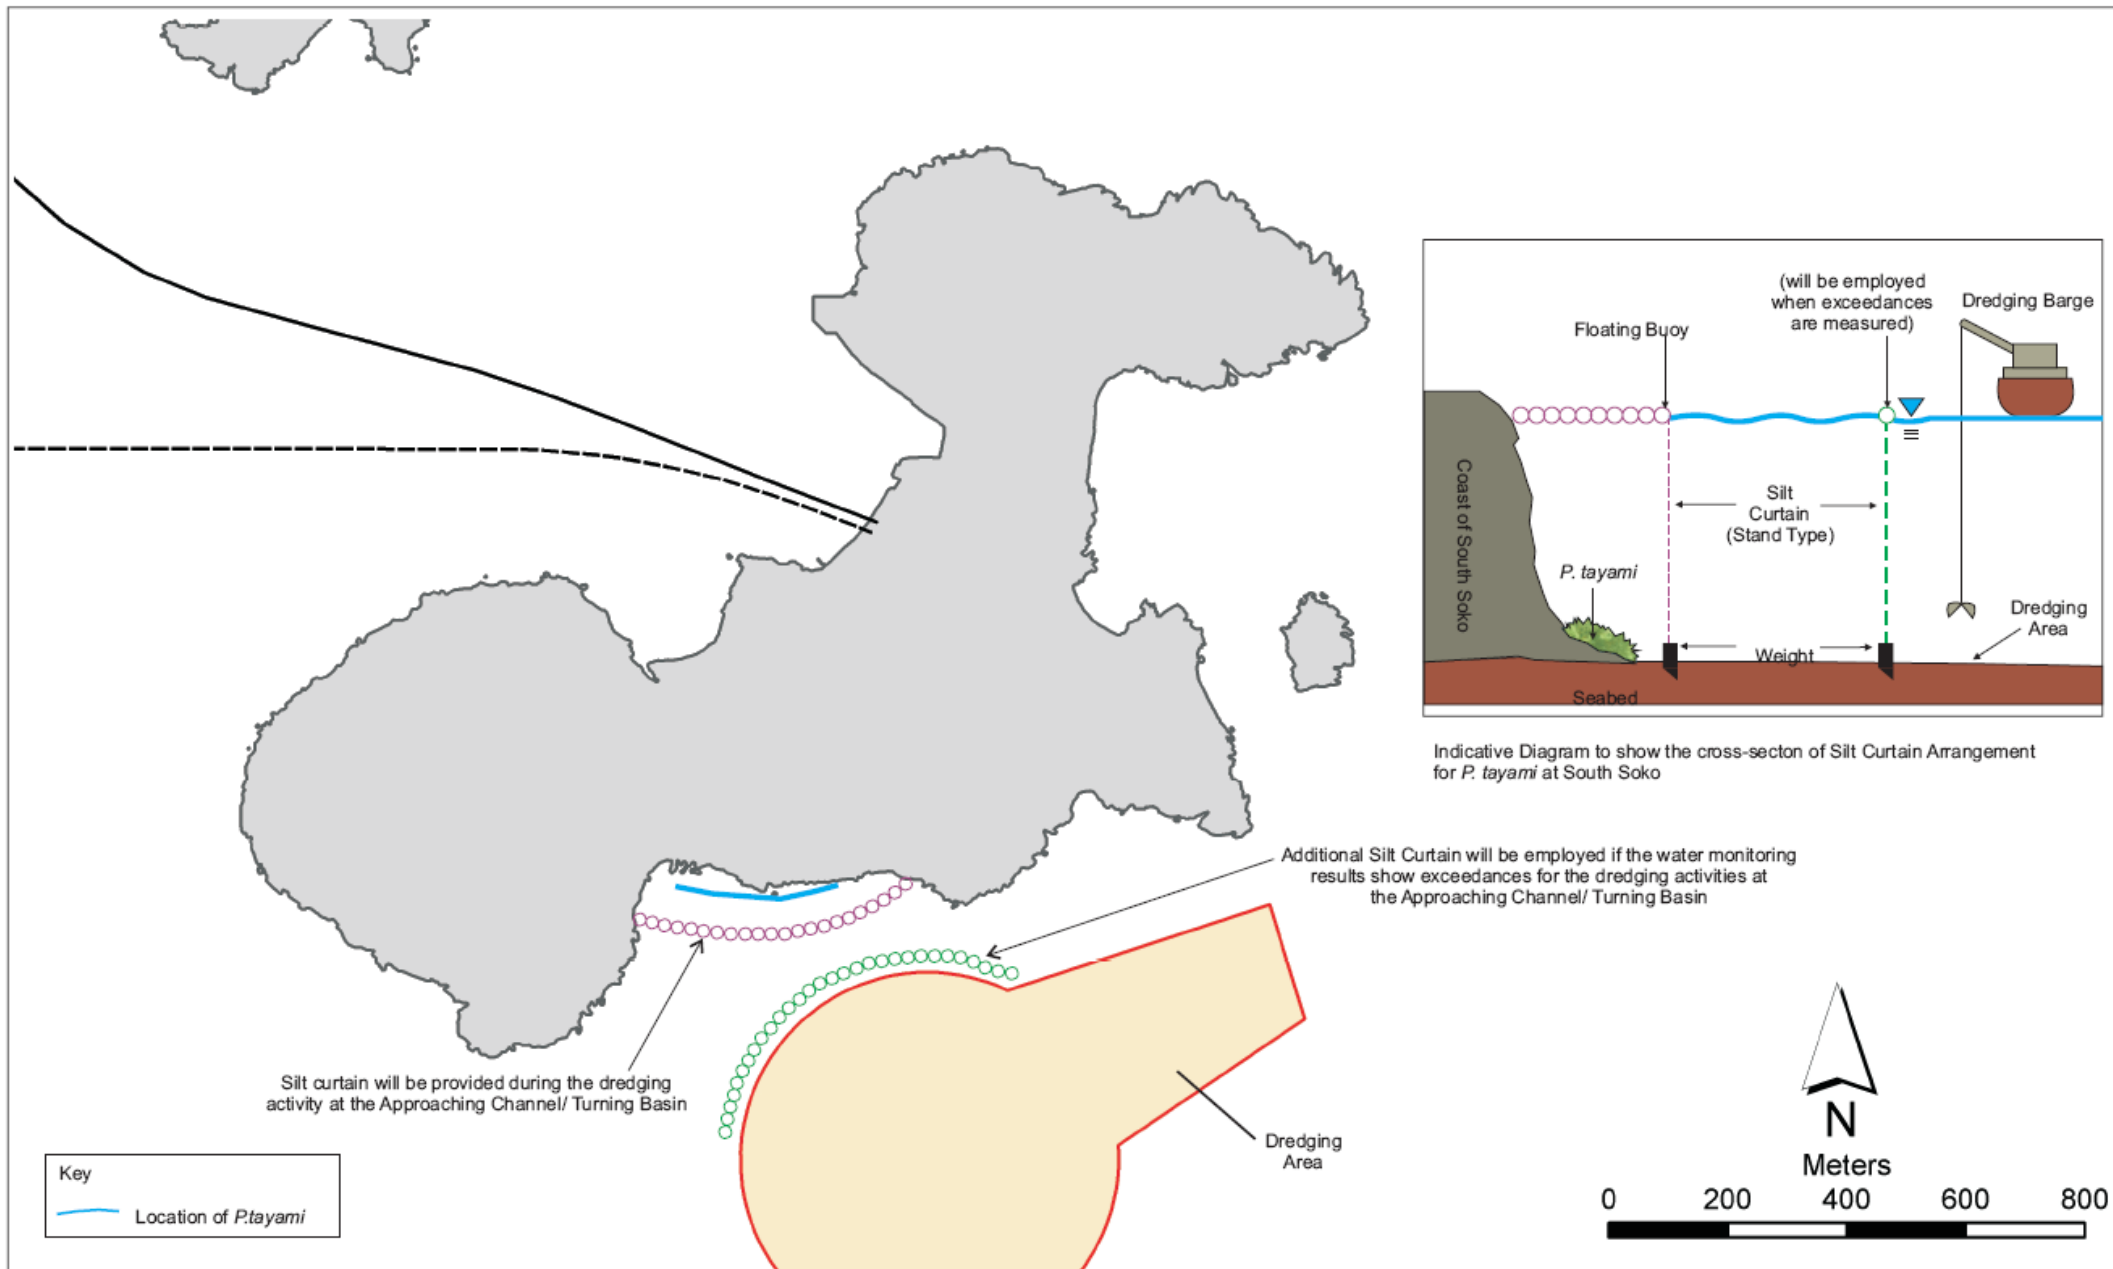 (will be employed
when exceedances
are measured)
Dredging Barge
Floating Buoy
Coast of South Soko
Silt
Curtain
(Stand Type)
P. tayami
Dredging
Area
Weight
Seabed
Indicative Diagram to show the cross-secton of Silt Curtain Arrangement
for P. tayami at South Soko
Additional Silt Curtain will be employed if the water monitoring
results show exceedances for the dredging activities at
the Approaching Channel/ Turning Basin
Silt curtain will be provided during the dredging
activity at the Approaching Channel/ Turning Basin
Dredging
Area
Key
Location of P.tayami
N
Meters
0 200 400 600 800